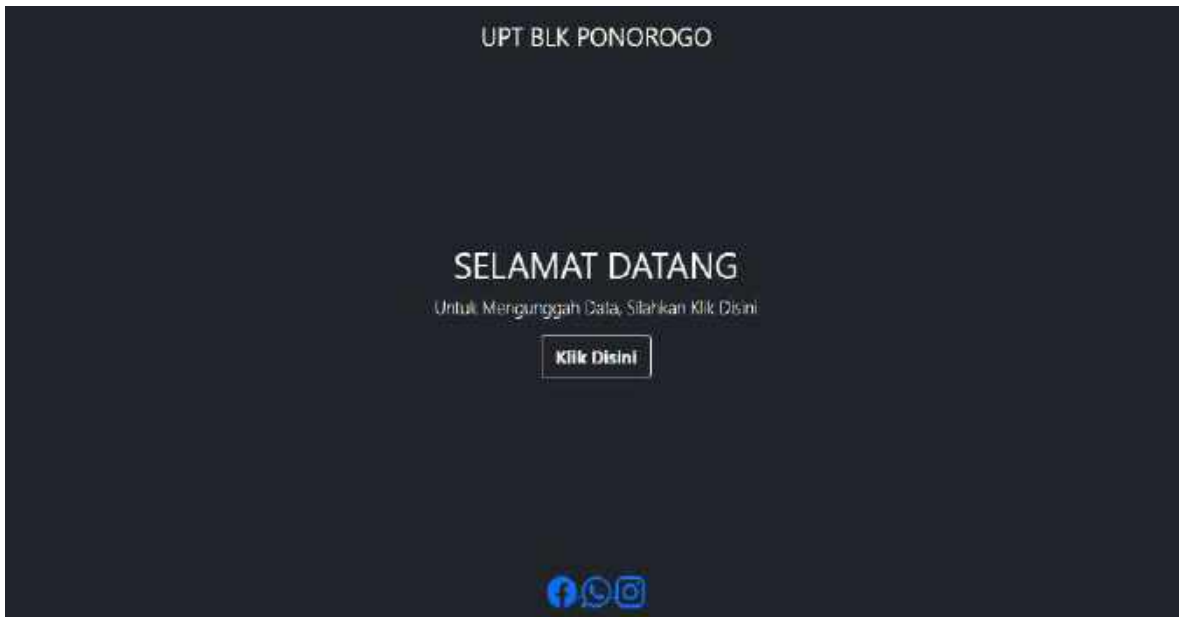 UPT BLK PONOROGO
SELAMAT DATANG
Untuk Mengunggah Data, Silahkan Klik Disini
Klik Disini